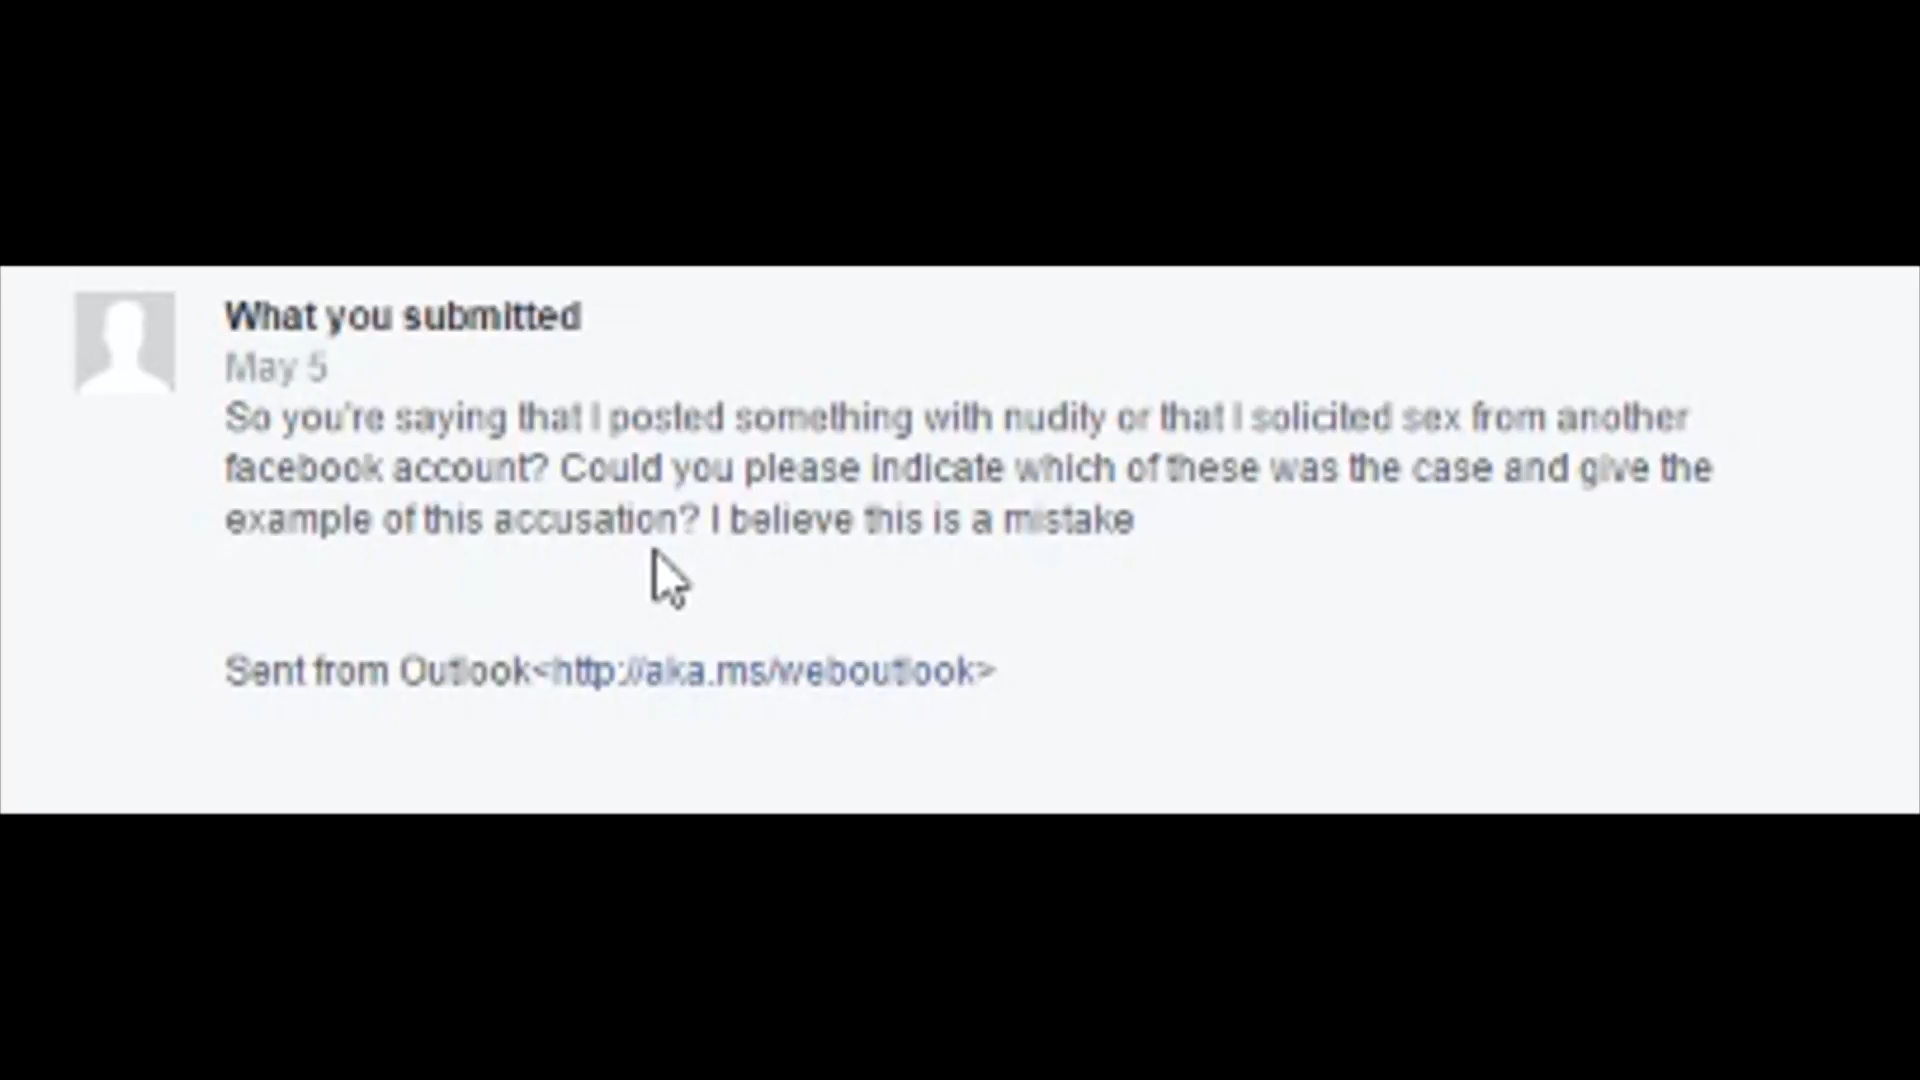 What you submitted
May 5
So you're saying that I posted something with nudity or that I solicited sex from another
facebook account? Could you please indicate which of these was the case and give the
example of this accusation? I believe this is a mistake
Sent from Outlook<http://aka.ms/weboutlook>